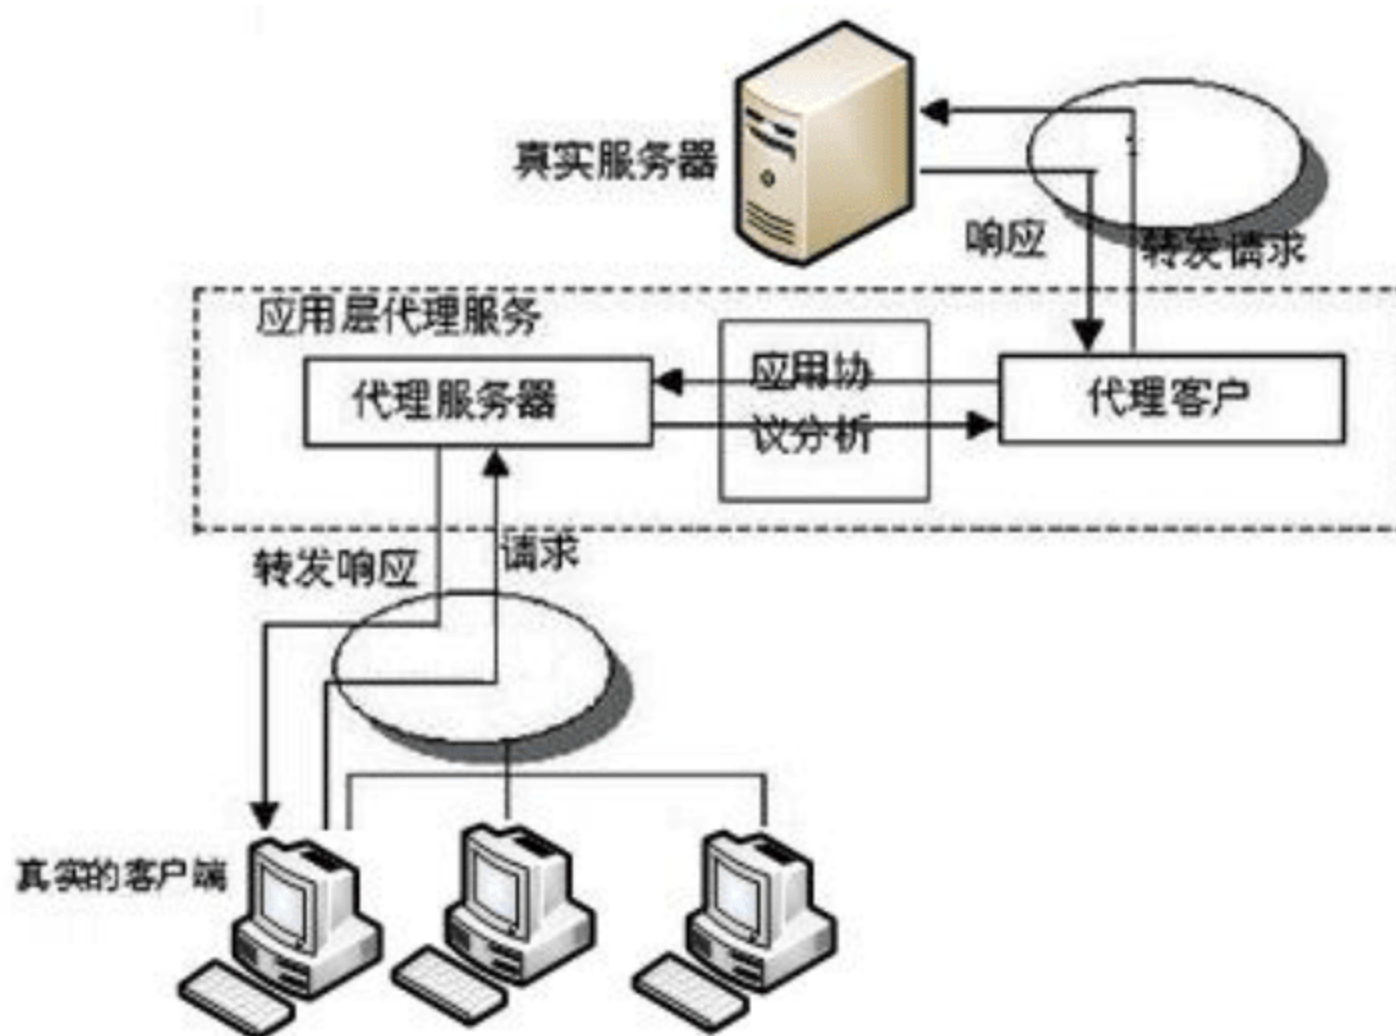 真实服务器
响应
转发请求
应用层代理服务
代理服务器
应用协
议分析
代理客户
转发响应
请求
真实的客户端